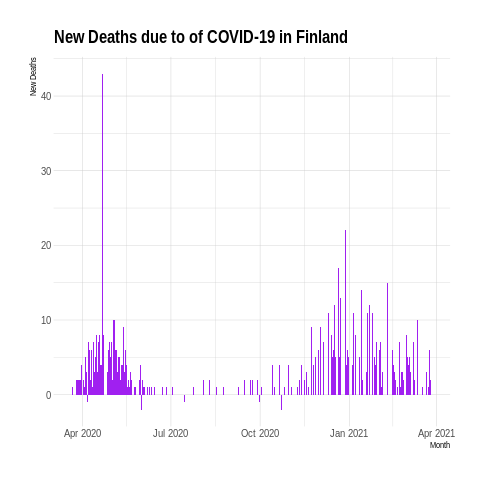 New Deaths due to of COVID-19 in Finland
New Deaths
40
30
20
10
0
Apr 2020 Jul 2020 Oct 2020 Jan 2021 Apr 2021
Month